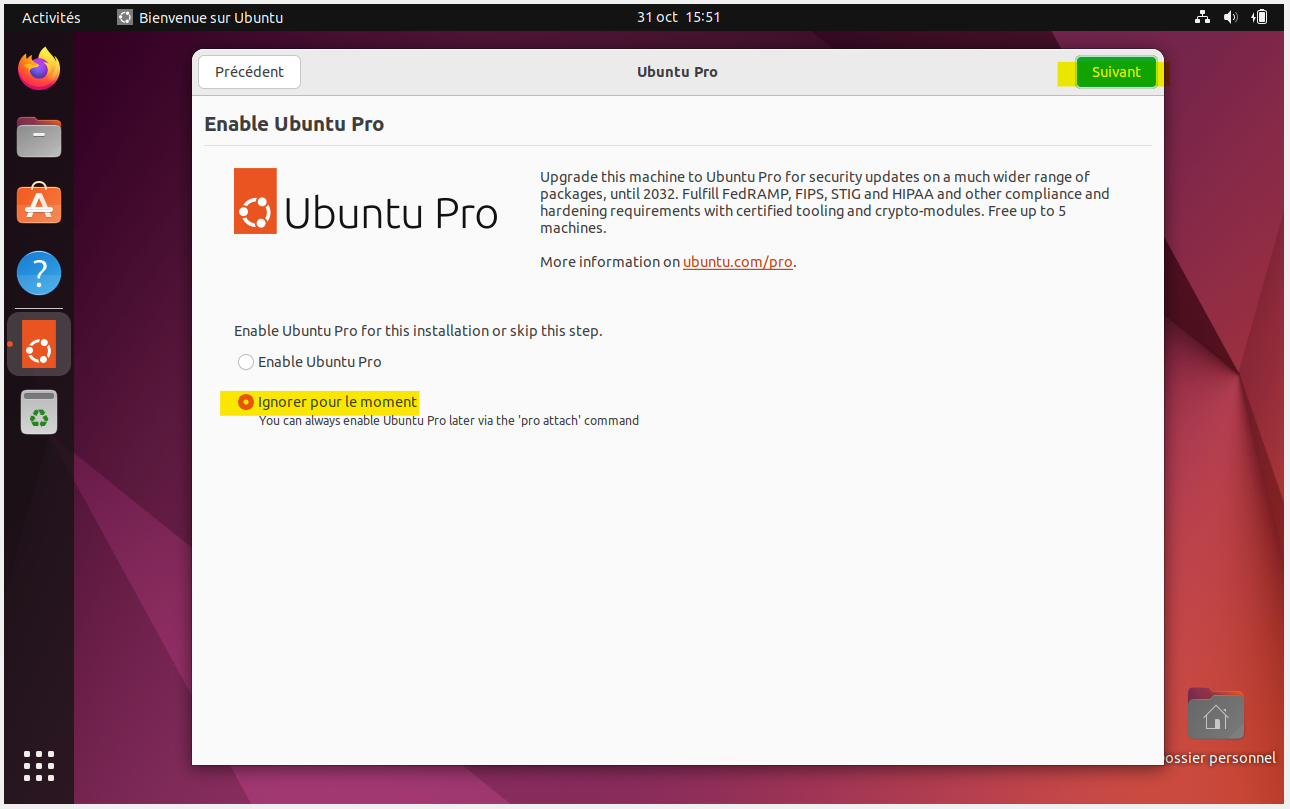 Activités
Bienvenue sur Ubuntu
31 oct 15:51
Précédent
Ubuntu Pro
Suivant
Enable Ubuntu Pro
Ubuntu Pro
Upgrade this machine to Ubuntu Pro for security updates on a much wider range of
packages, until 2032. Fulfill FedRAMP, FIPS, STIG and HIPAA and other compliance and
hardening requirements with certified tooling and crypto-modules. Free up to 5
machines.
More information on ubuntu.com/pro.
Enable Ubuntu Pro for this installation or skip this step.
Enable Ubuntu Pro
Ignorer pour le moment
You can always enable Ubuntu Pro later via the 'pro attach' command
ossier personnel